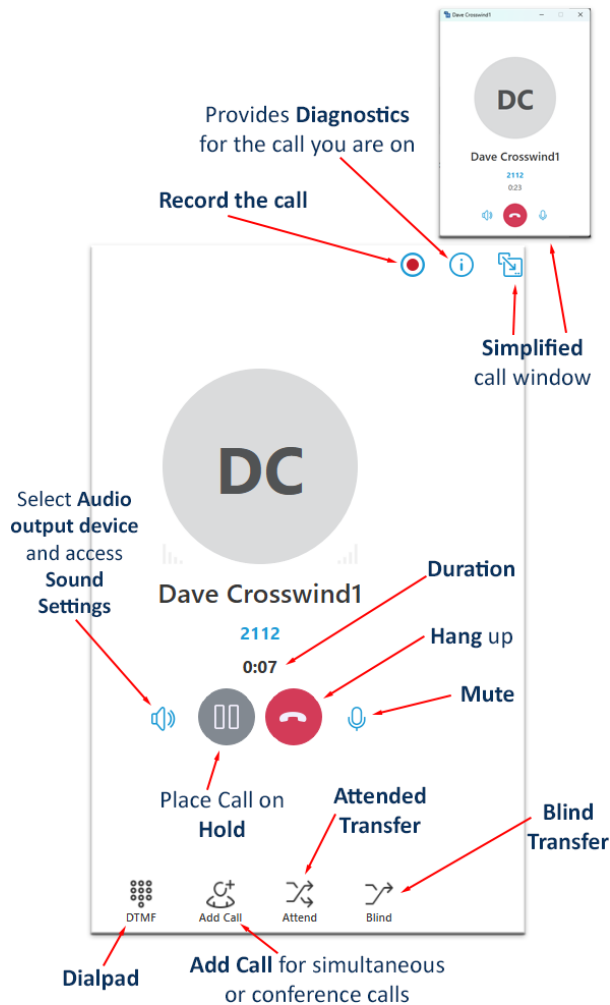 Dave Crosswind1
DC
Dave Crosswind1
2112
0:23
Provides Diagnostics
for the call you are on
Record the call
Simplified
call window
DC
Select Audio
output device
and access
Sound
Settings
Dave Crosswind1
2112
0:07
Duration
Hang up
Mute
Place Call on
Hold
Attended
Transfer
Blind
Transfer
DTMF
Add Call
Attend
Blind
Dialpad
Add Call for simultaneous
or conference calls